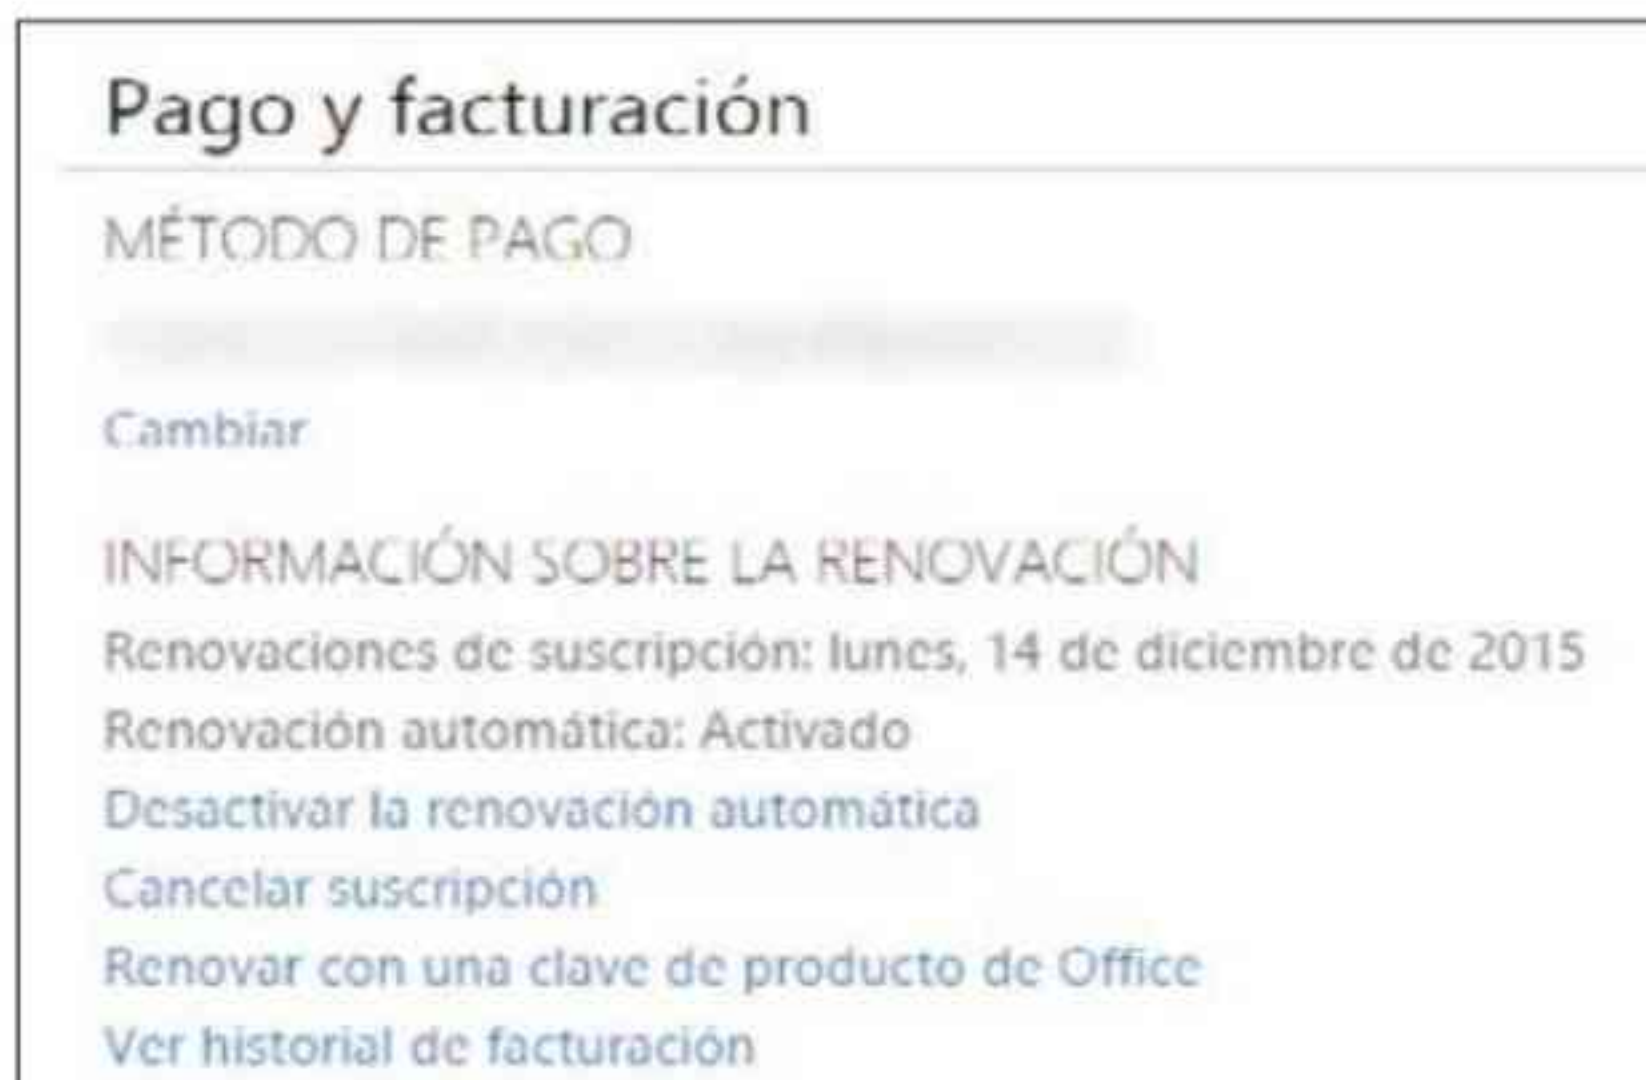 Pago y facturación
MÉTODO DE PAGO
Cambiar
INFORMACIÓN SOBRE LA RENOVACIÓN
Renovaciones de suscripción: lunes, 14 de diciembre de 2015
Renovación automática: Activado
Desactivar la renovación automática
Cancelar suscripción
Renovar con una clave de producto de Office
Ver historial de facturación